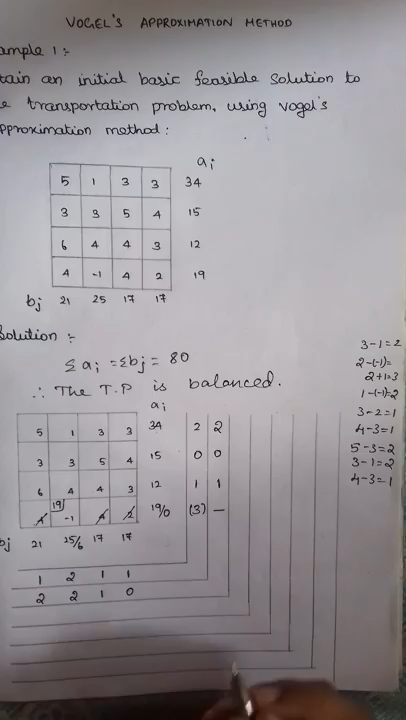 VOGEL'S APPROXIMATION METHOD
ample 1 :-
tain an initial basic feasible solution to
e transportation problem, using Vogel's
pproximation method :
ai
5 1 3 3 34
3 3 5 4 15
6 4 4 3 12
4 -1 4 2 19
bj 21 25 17 17
Solution :-
Σai = Σbj = 80
∴ The T.P is balanced.
ai
5 1 3 3 34 2 2
3 3 5 4 15 0 0
6 4 4 3 12 1 1
4 19 -1 4 2 19/0 (3) —
bj 21 25/6 17 17
1 2 1 1
2 2 1 0
3-1=2
2-(-1)=
2+1=3
1-(-1)=2
3-2=1
4-3=1
5-3=2
3-1=2
4-3=1